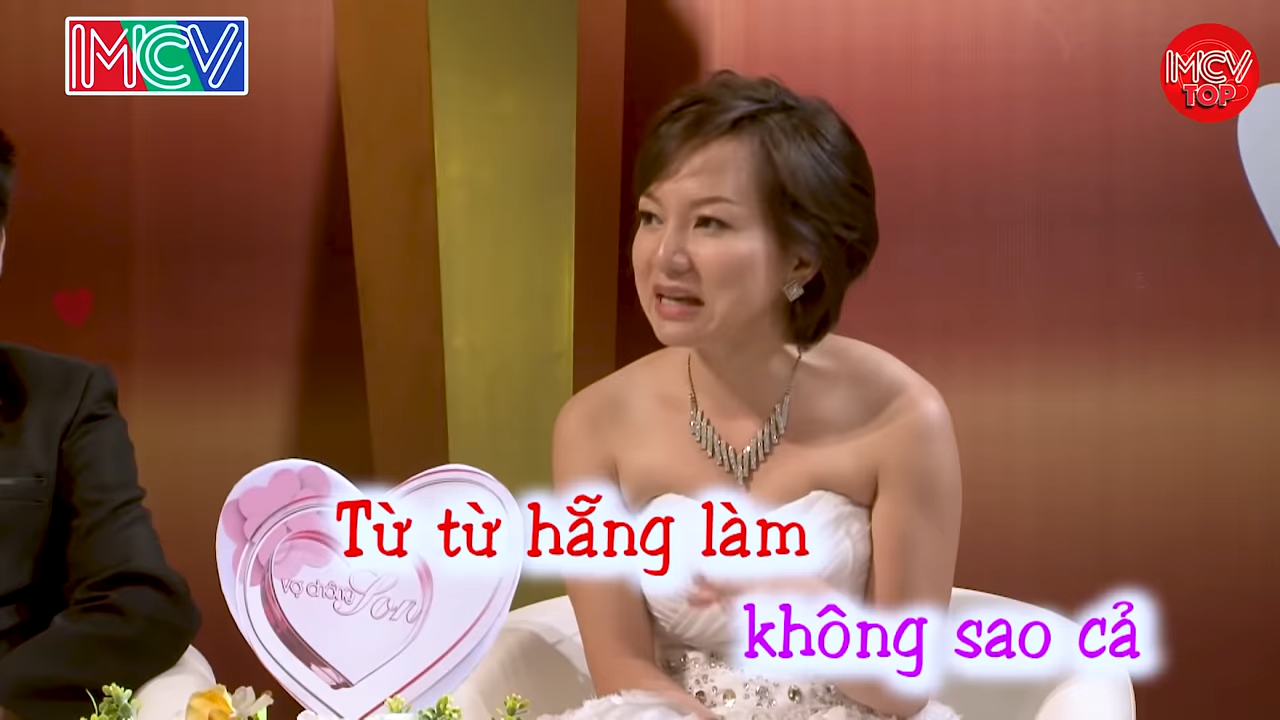 MCV
MCV
TOP
Từ từ hẵng làm
vợ chồng
Son
không sao cả